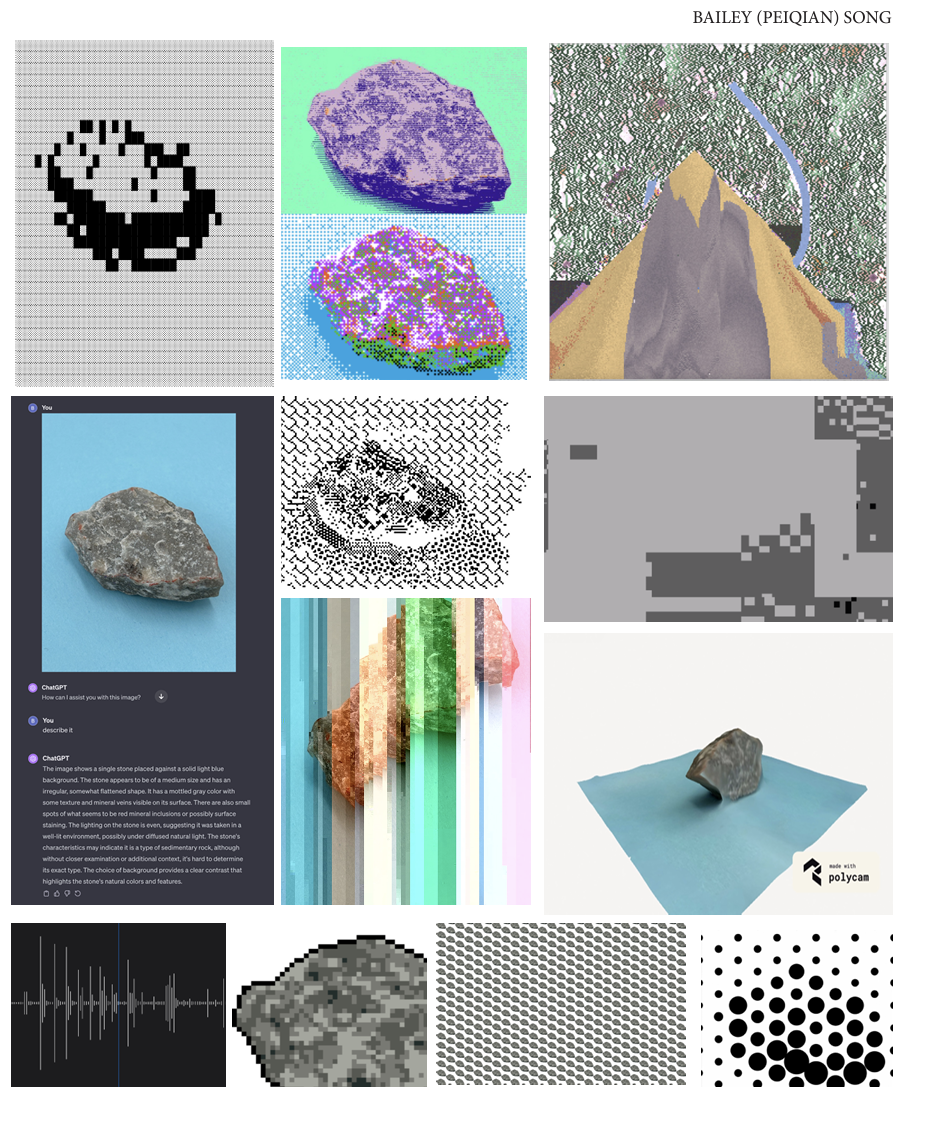 BAILEY (PEIQIAN) SONG
You
ChatGPT
How can I assist you with this image?
You
describe it
ChatGPT
The image shows a single stone placed against a solid light blue
background. The stone appears to be of a medium size and has an
irregular, somewhat flattened shape. It has a mottled gray color with
some texture and mineral veins visible on its surface. There are also small
spots of what seems to be red mineral inclusions or possibly surface
staining. The lighting on the stone is even, suggesting it was taken in a
well-lit environment, possibly under diffused natural light. The stone's
characteristics may indicate it is a type of sedimentary rock, although
without closer examination or additional context, it's hard to determine
its exact type. The choice of background provides a clear contrast that
highlights the stone's natural colors and features.
made with
polycam